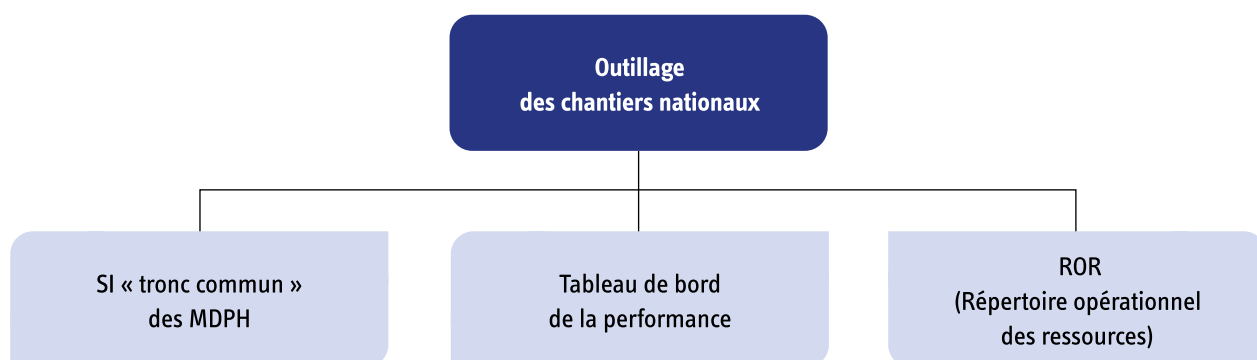 Outillage
des chantiers nationaux
SI « tronc commun »
des MDPH
Tableau de bord
de la performance
ROR
(Répertoire opérationnel
des ressources)